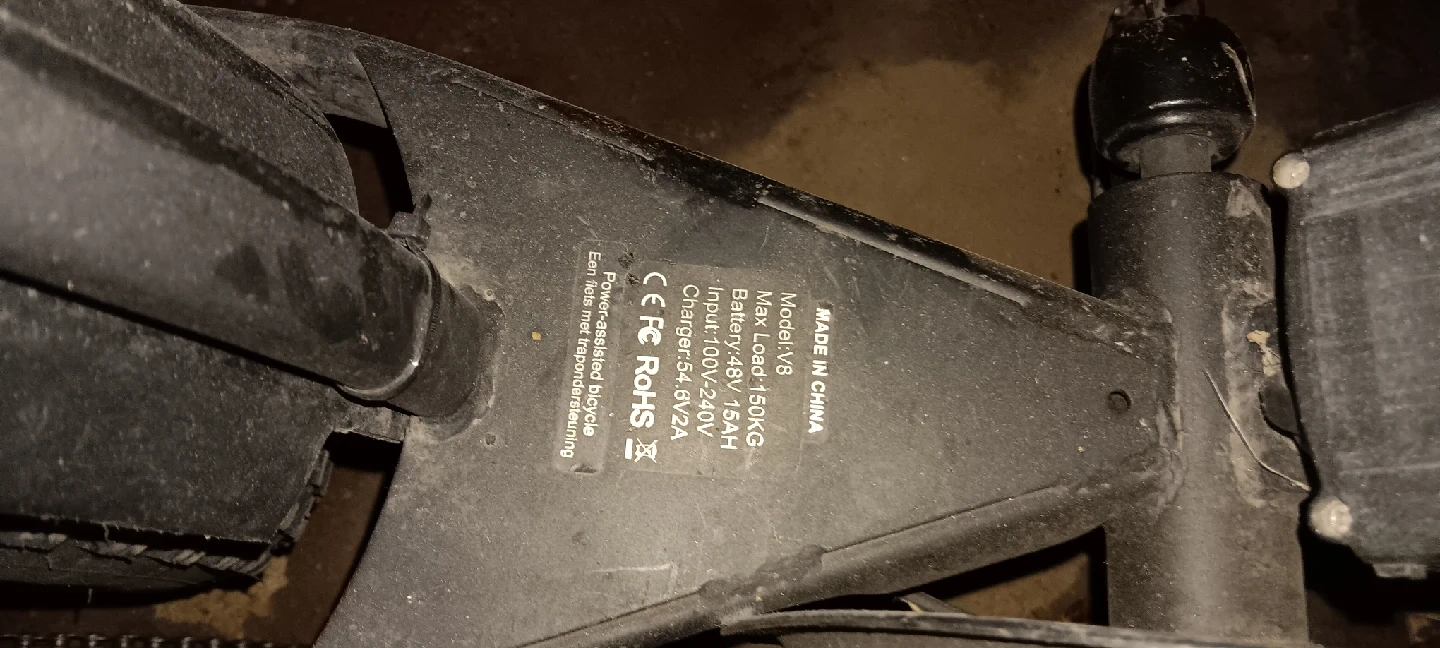 MADE IN CHINA
Model:V8
Max Load:150KG
Battery:48V 15AH
Input:100V-240V
Charger:54.6V2A
CE FC RoHS
Power-assisted bicycle
Een fiets met trapondersteuning